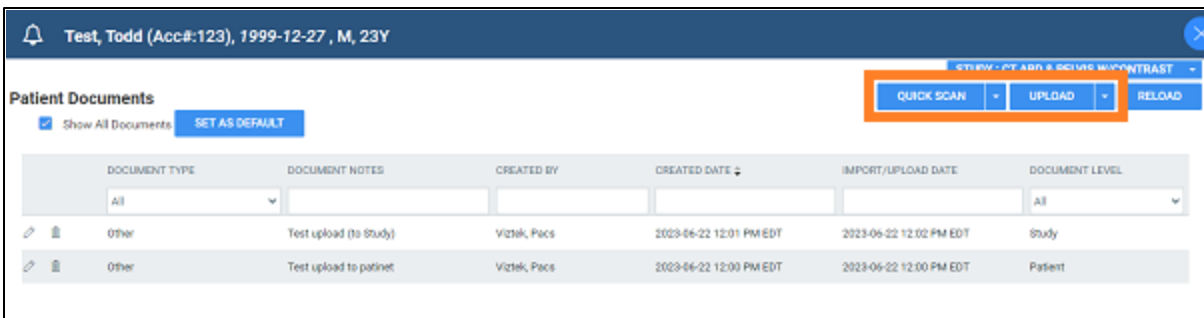 Test, Todd (Acc#:123), 1999-12-27 , M, 23Y
STUDY : CT ABD & PELVIS W/CONTRAST
Patient Documents
QUICK SCAN UPLOAD RELOAD
Show All Documents SET AS DEFAULT
DOCUMENT TYPE DOCUMENT NOTES CREATED BY CREATED DATE IMPORT/UPLOAD DATE DOCUMENT LEVEL
All All
Other Test upload (to Study) Viztek, Pacs 2023-06-22 12:01 PM EDT 2023-06-22 12:02 PM EDT Study
Other Test upload to patinet Viztek, Pacs 2023-06-22 12:00 PM EDT 2023-06-22 12:00 PM EDT Patient